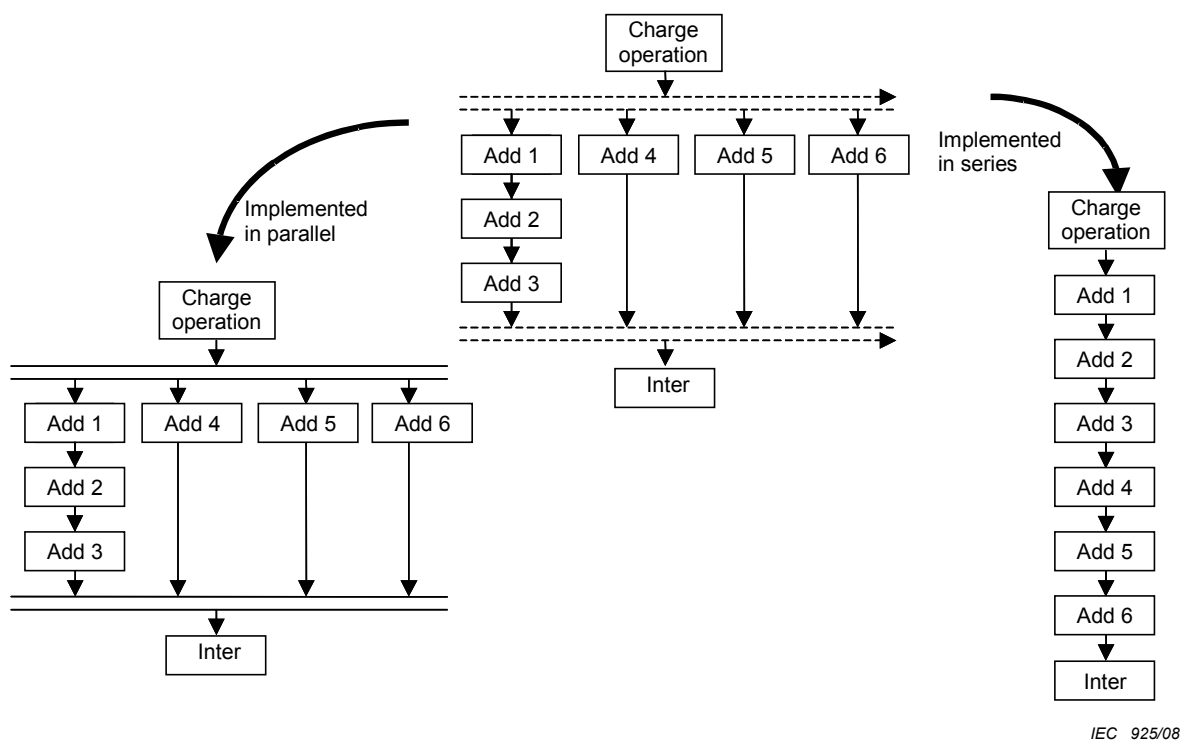 Charge
operation
Add 1
Add 4
Add 5
Add 6
Add 2
Add 3
Inter
Implemented
in parallel
Charge
operation
Add 1
Add 4
Add 5
Add 6
Add 2
Add 3
Inter
Implemented
in series
Charge
operation
Add 1
Add 2
Add 3
Add 4
Add 5
Add 6
Inter
IEC 925/08